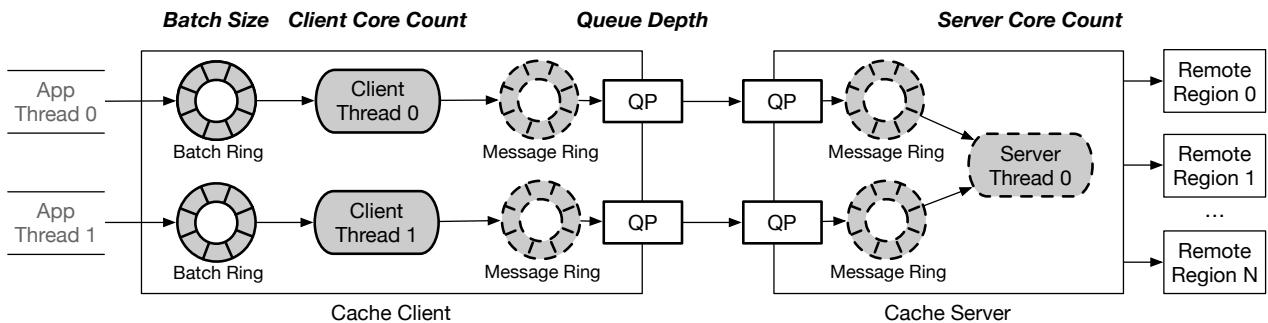 Batch Size Client Core Count Queue Depth Server Core Count
App
Thread 0
Batch Ring
Client
Thread 0
Message Ring
QP
QP
Message Ring
App
Thread 1
Batch Ring
Client
Thread 1
Message Ring
QP
QP
Message Ring
Server
Thread 0
Remote
Region 0
Remote
Region 1
...
Remote
Region N
Cache Client
Cache Server